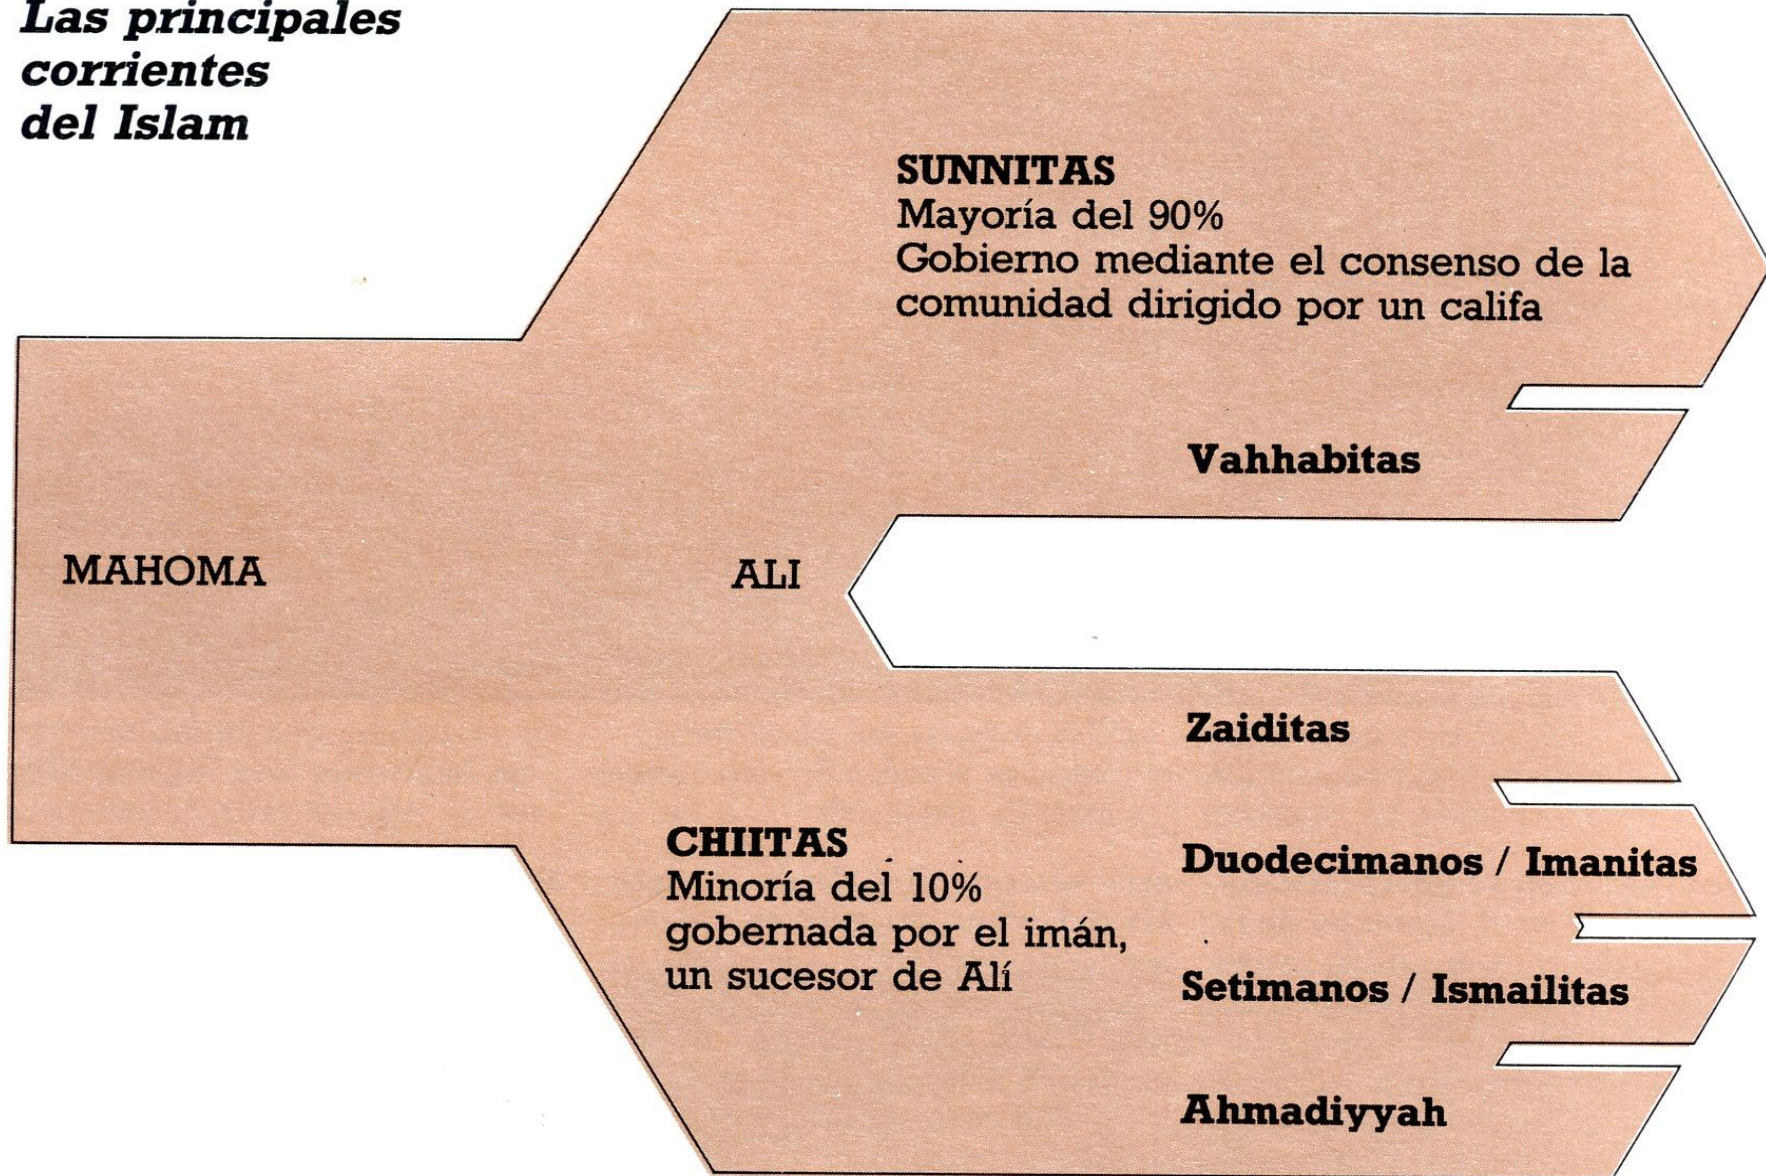 Las principales
corrientes
del Islam
SUNNITAS
Mayoría del 90%
Gobierno mediante el consenso de la
comunidad dirigido por un califa
Vahhabitas
MAHOMA
ALI
Zaiditas
CHIITAS
Minoría del 10%
gobernada por el imán,
un sucesor de Alí
Duodecimanos / Imanitas
Setimanos / Ismailitas
Ahmadiyyah